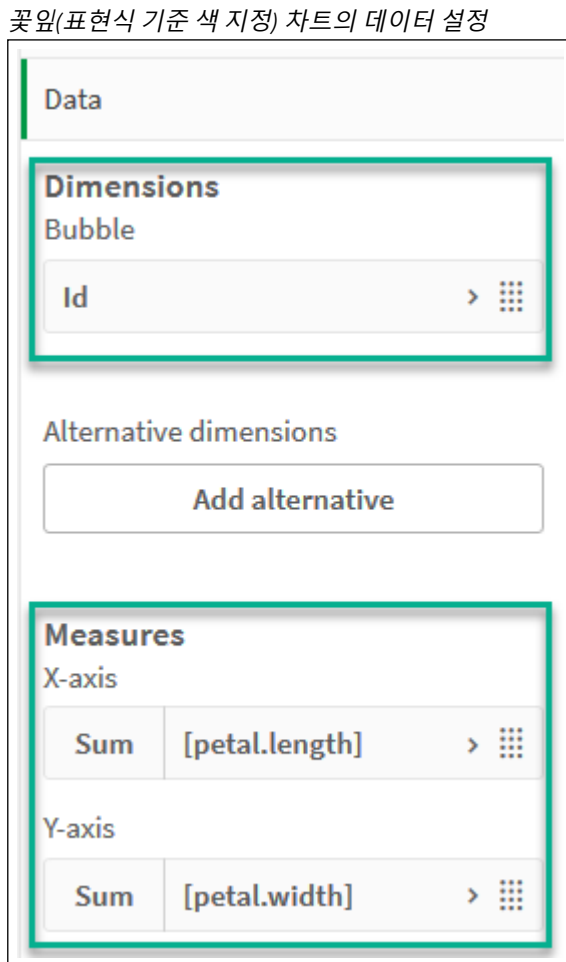 꽃잎(표현식 기준 색 지정) 차트의 데이터 설정
Data
Dimensions
Bubble
Id
Alternative dimensions
Add alternative
Measures
X-axis
Sum [petal.length]
Y-axis
Sum [petal.width]